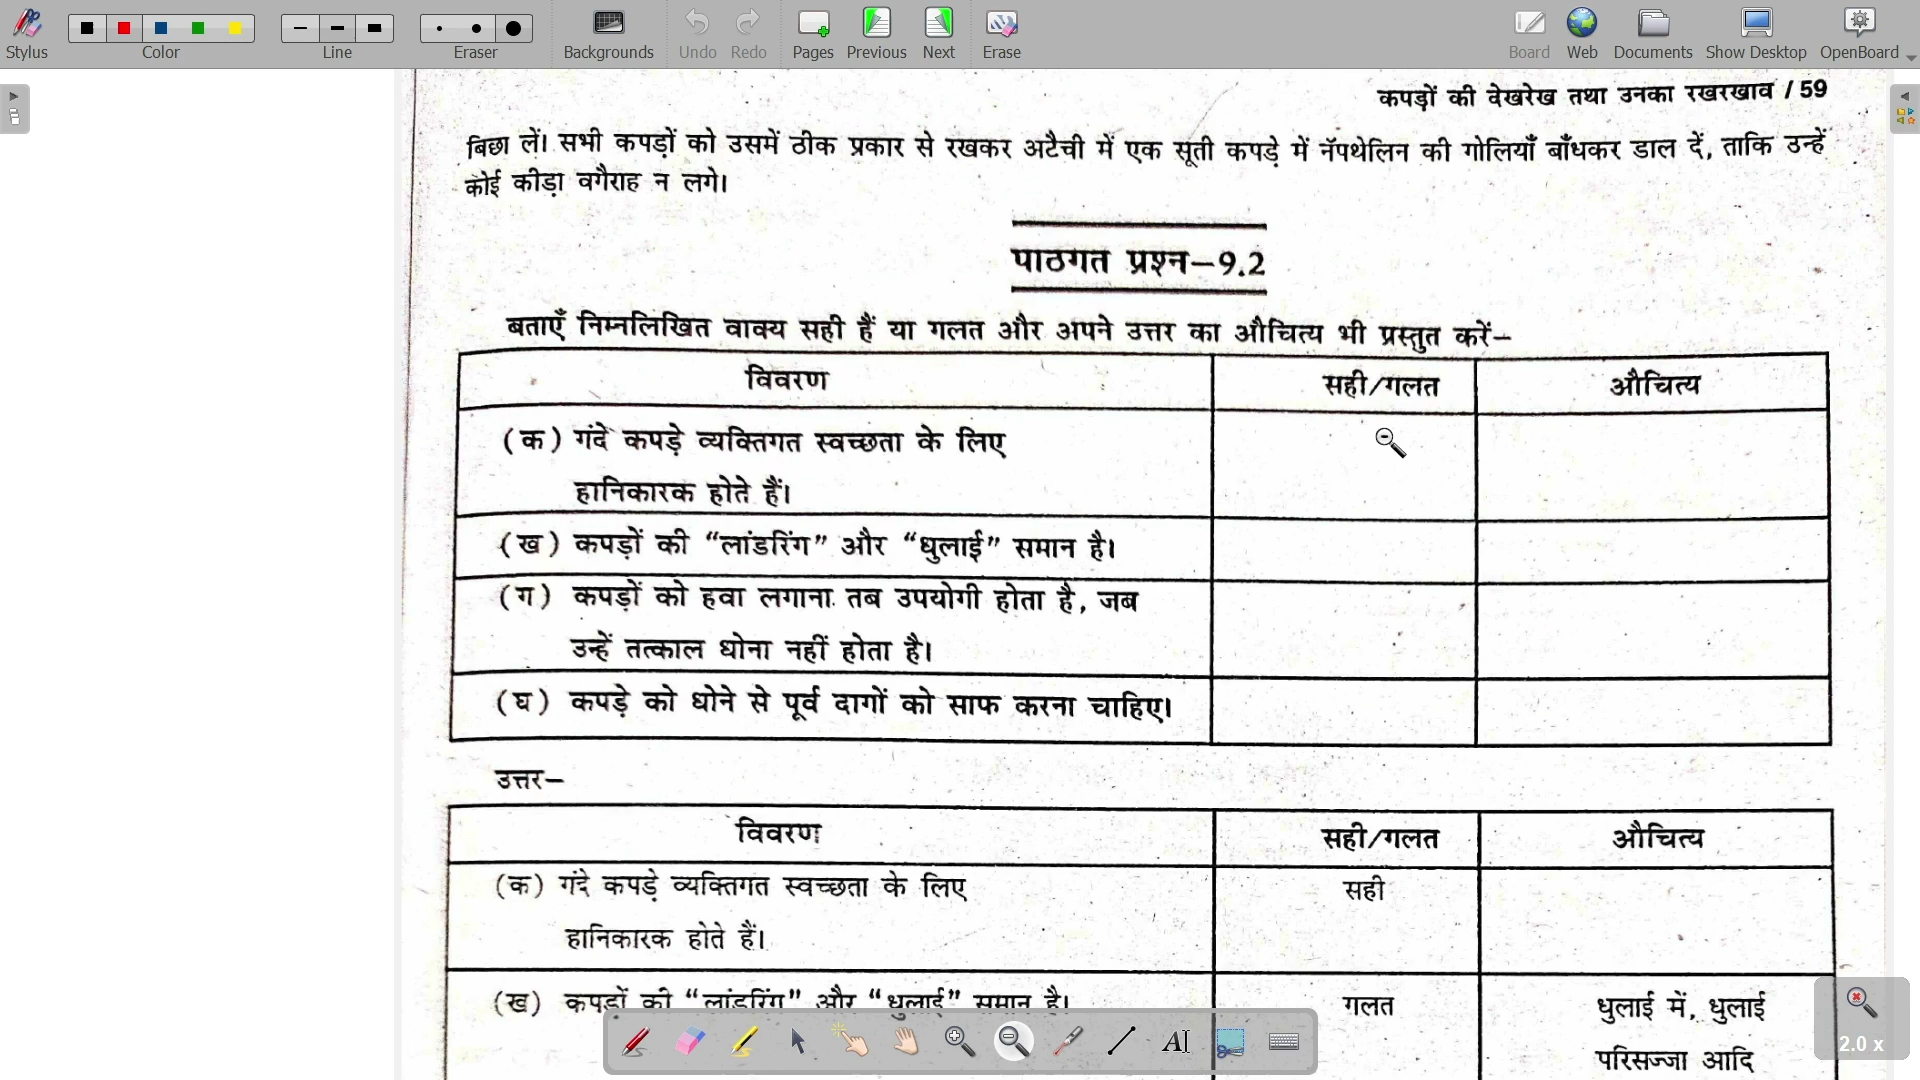 Stylus
Color
Line
Eraser
Backgrounds
Undo
Redo
Pages
Previous
Next
Erase
Board
Web
Documents
Show Desktop
OpenBoard
कपड़ों की देखरेख तथा उनका रखरखाव / 59
बिछा लें। सभी कपड़ों को उसमें ठीक प्रकार से रखकर अटैची में एक सूती कपड़े में नॅपथेलिन की गोलियाँ बाँधकर डाल दें, ताकि उन्हें
कोई कीड़ा वगैराह न लगे।
पाठगत प्रश्न–9.2
बताएँ निम्नलिखित वाक्य सही हैं या गलत और अपने उत्तर का औचित्य भी प्रस्तुत करें–
विवरण सही/गलत औचित्य
(क) गंदे कपड़े व्यक्तिगत स्वच्छता के लिए
हानिकारक होते हैं।
(ख) कपड़ों की “लांडरिंग” और “धुलाई” समान है।
(ग) कपड़ों को हवा लगाना तब उपयोगी होता है, जब
उन्हें तत्काल धोना नहीं होता है।
(घ) कपड़े को धोने से पूर्व दागों को साफ करना चाहिए।
उत्तर–
विवरण सही/गलत औचित्य
(क) गंदे कपड़े व्यक्तिगत स्वच्छता के लिए सही
हानिकारक होते हैं।
(ख) कपड़ों की “लांडरिंग” और “धुलाई” समान है। गलत धुलाई में, धुलाई
परिसज्जा आदि
2.0 x